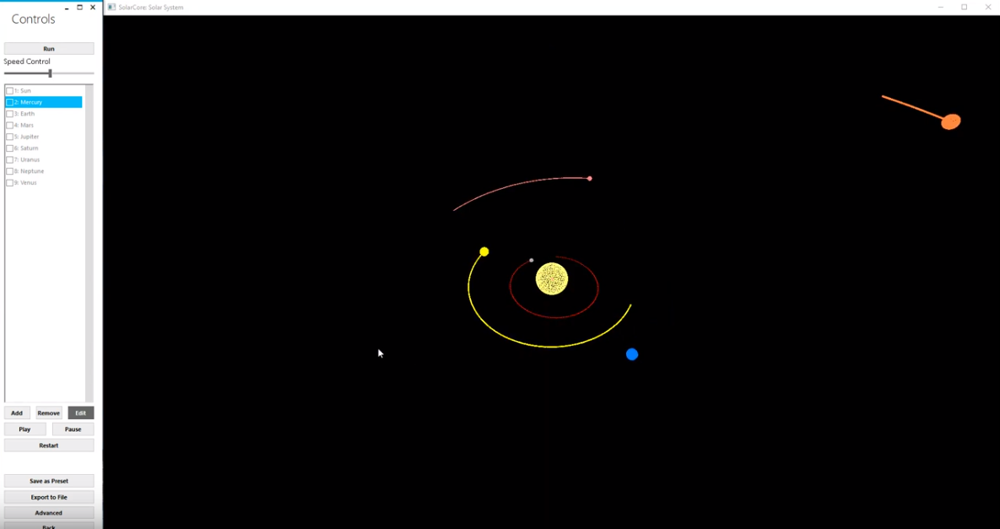 SolarCore: Solar System
Controls
Run
Speed Control
1: Sun
2: Mercury
3: Earth
4: Mars
5: Jupiter
6: Saturn
7: Uranus
8: Neptune
9: Venus
Add Remove Edit
Play Pause
Restart
Save as Preset
Export to File
Advanced
Back